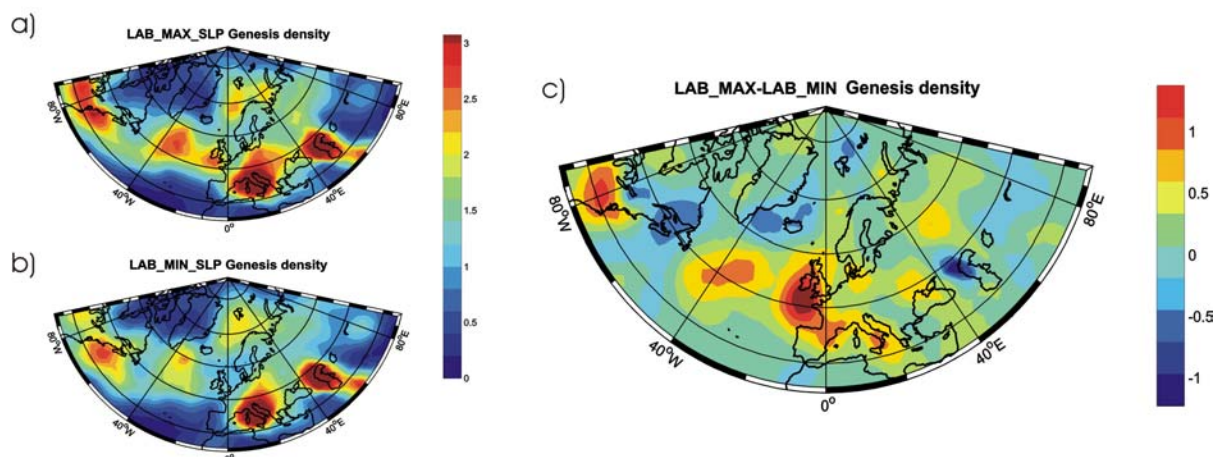 a)
LAB_MAX_SLP Genesis density
80°W
40°W
0°
40°E
80°E
3
2.5
2
1.5
1
0.5
0
b)
LAB_MIN_SLP Genesis density
80°W
40°W
0°
40°E
80°E
c)
LAB_MAX-LAB_MIN Genesis density
80°W
40°W
0°
40°E
80°E
1
0.5
0
-0.5
-1